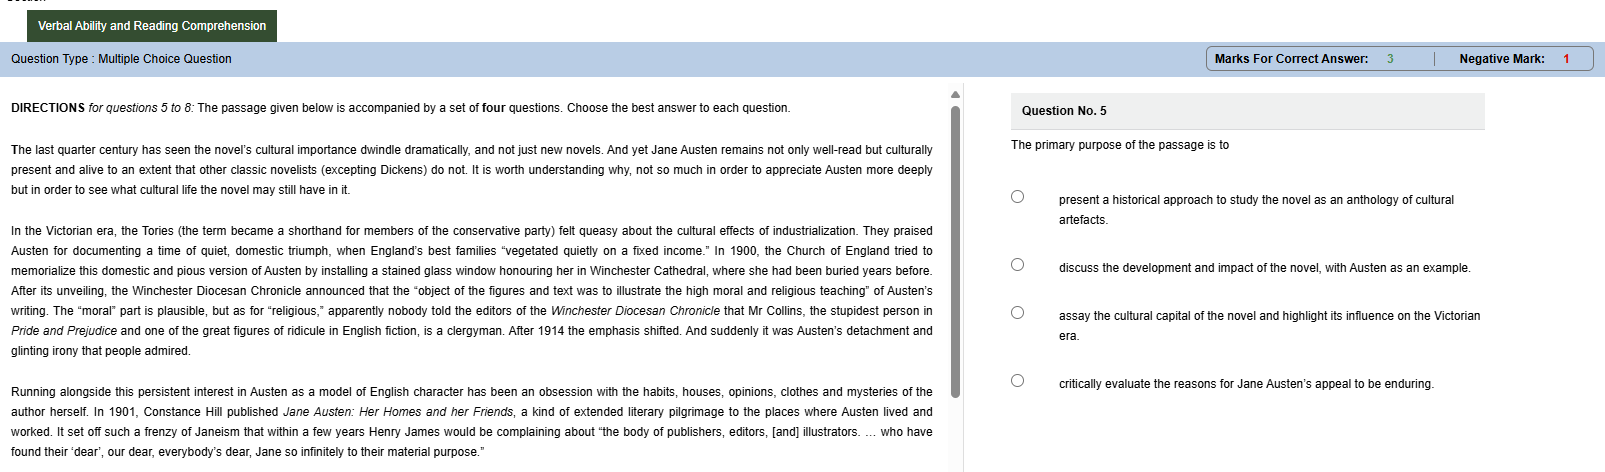 Verbal Ability and Reading Comprehension
Question Type : Multiple Choice Question
Marks For Correct Answer: 3 | Negative Mark: 1
DIRECTIONS for questions 5 to 8: The passage given below is accompanied by a set of four questions. Choose the best answer to each question.
The last quarter century has seen the novel's cultural importance dwindle dramatically, and not just new novels. And yet Jane Austen remains not only well-read but culturally
present and alive to an extent that other classic novelists (excepting Dickens) do not. It is worth understanding why, not so much in order to appreciate Austen more deeply
but in order to see what cultural life the novel may still have in it.
In the Victorian era, the Tories (the term became a shorthand for members of the conservative party) felt queasy about the cultural effects of industrialization. They praised
Austen for documenting a time of quiet, domestic triumph, when England's best families “vegetated quietly on a fixed income.” In 1900, the Church of England tried to
memorialize this domestic and pious version of Austen by installing a stained glass window honouring her in Winchester Cathedral, where she had been buried years before.
After its unveiling, the Winchester Diocesan Chronicle announced that the “object of the figures and text was to illustrate the high moral and religious teaching” of Austen's
writing. The “moral” part is plausible, but as for “religious,” apparently nobody told the editors of the Winchester Diocesan Chronicle that Mr Collins, the stupidest person in
Pride and Prejudice and one of the great figures of ridicule in English fiction, is a clergyman. After 1914 the emphasis shifted. And suddenly it was Austen's detachment and
glinting irony that people admired.
Running alongside this persistent interest in Austen as a model of English character has been an obsession with the habits, houses, opinions, clothes and mysteries of the
author herself. In 1901, Constance Hill published Jane Austen: Her Homes and her Friends, a kind of extended literary pilgrimage to the places where Austen lived and
worked. It set off such a frenzy of Janeism that within a few years Henry James would be complaining about “the body of publishers, editors, [and] illustrators. ... who have
found their ‘dear’, our dear, everybody's dear, Jane so infinitely to their material purpose.”
Question No. 5
The primary purpose of the passage is to
present a historical approach to study the novel as an anthology of cultural
artefacts.
discuss the development and impact of the novel, with Austen as an example.
assay the cultural capital of the novel and highlight its influence on the Victorian
era.
critically evaluate the reasons for Jane Austen's appeal to be enduring.